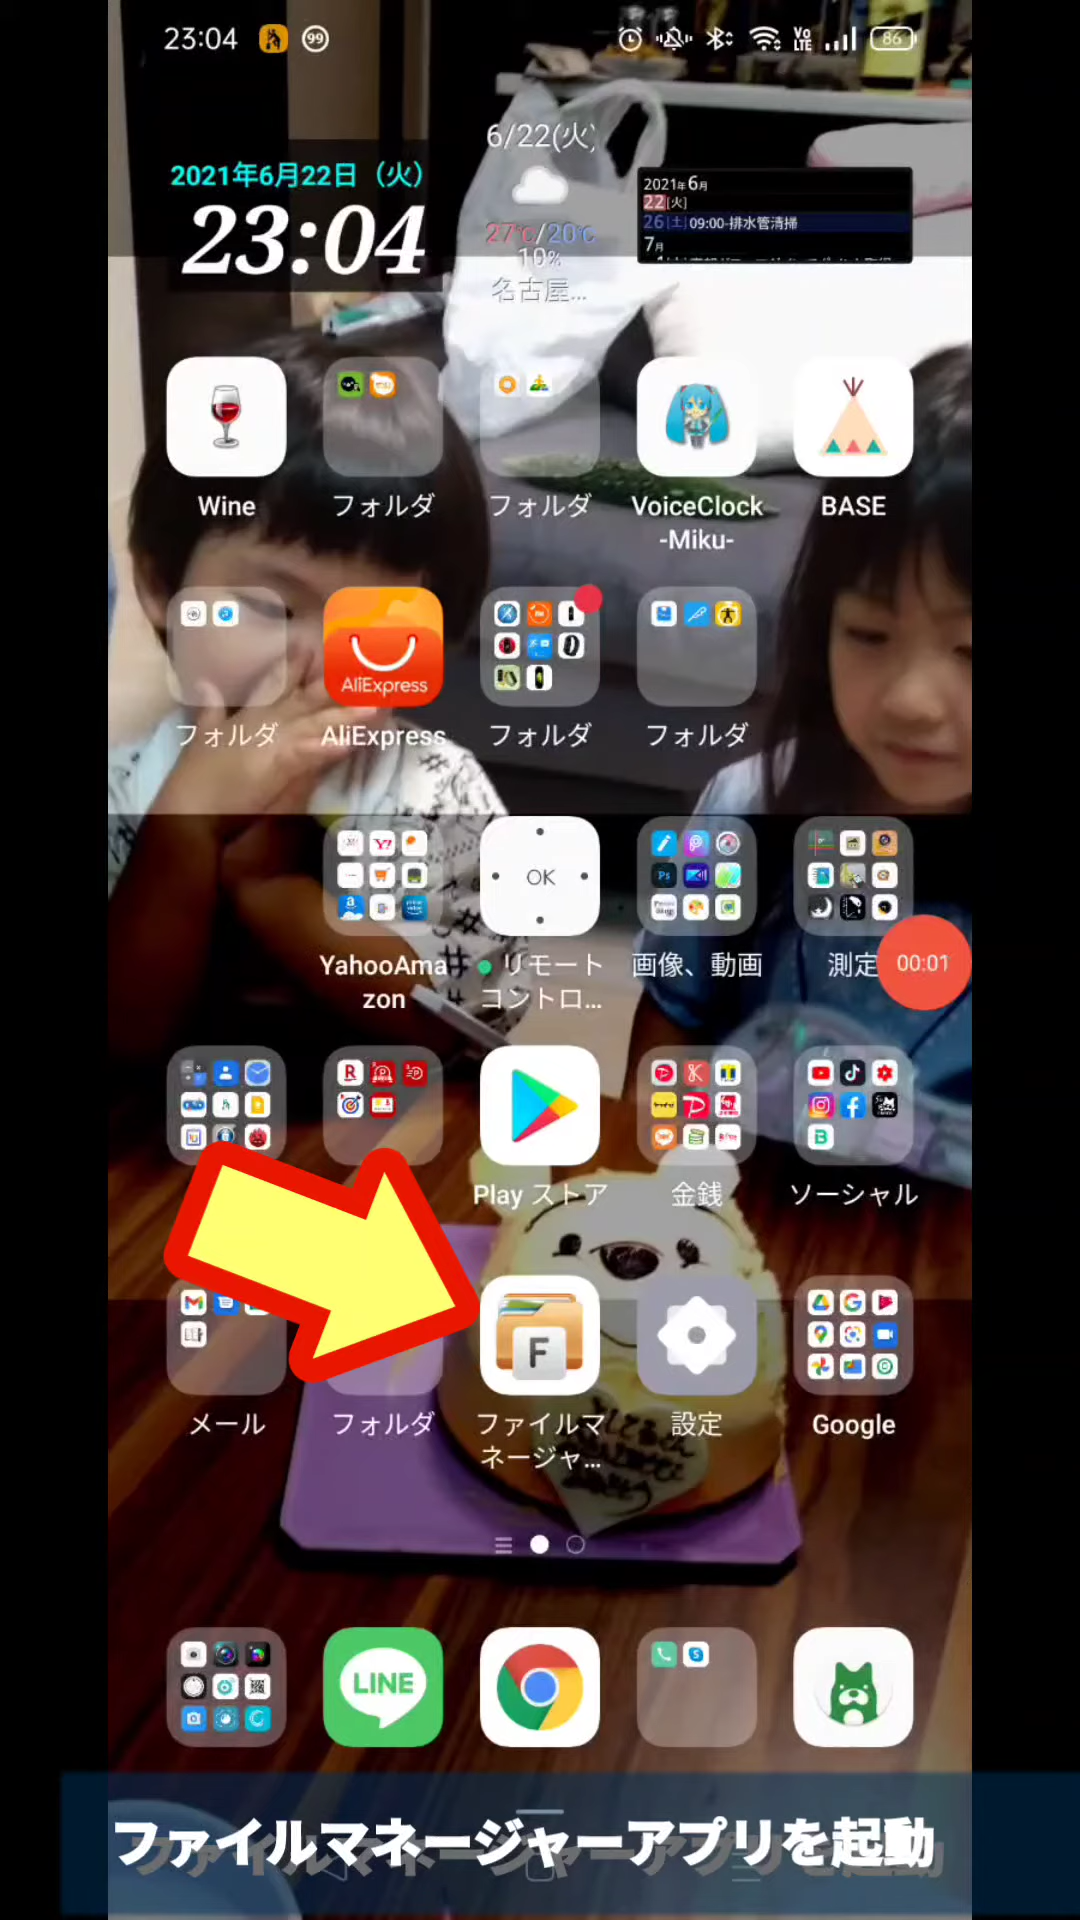 23:04
99
Vo
LTE
86
2021年6月22日（火）
23:04
6/22(火)
27℃/20℃
10%
名古屋...
2021年6月
22[火]
26[土] 09:00-排水管清掃
7月
Wine
フォルダ
フォルダ
VoiceClock
-Miku-
BASE
AliExpress
フォルダ
AliExpress
フォルダ
フォルダ
OK
YahooAma
zon
リモート
コントロ...
画像、動画
測定
00:01
Play ストア
金銭
ソーシャル
F
メール
フォルダ
ファイルマ
ネージャ...
設定
Google
LINE
ファイルマネージャーアプリを起動